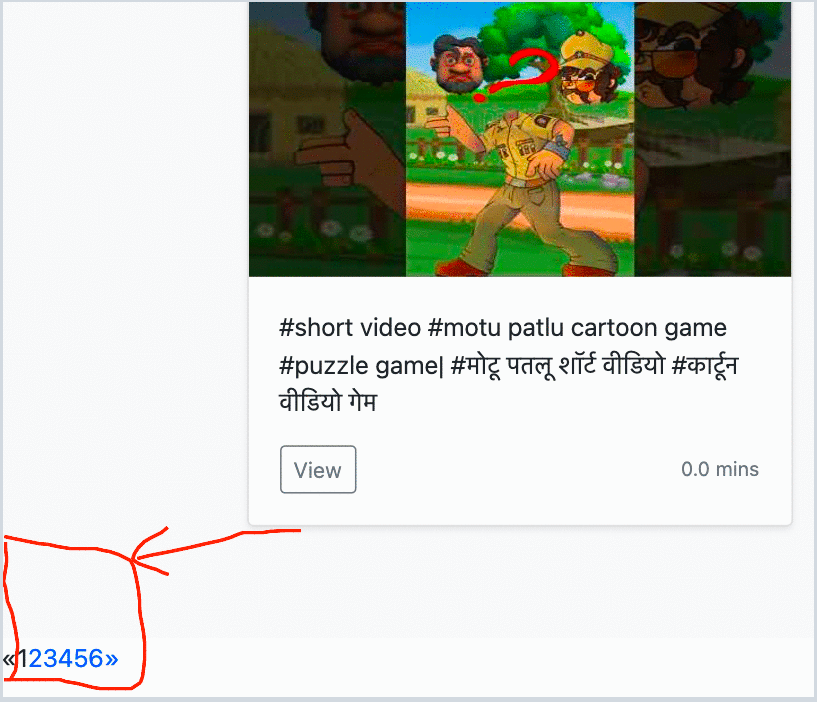 #short video #motu patlu cartoon game
#puzzle game| #मोटू पतलू शॉर्ट वीडियो #कार्टून
वीडियो गेम
View
0.0 mins
«123456»